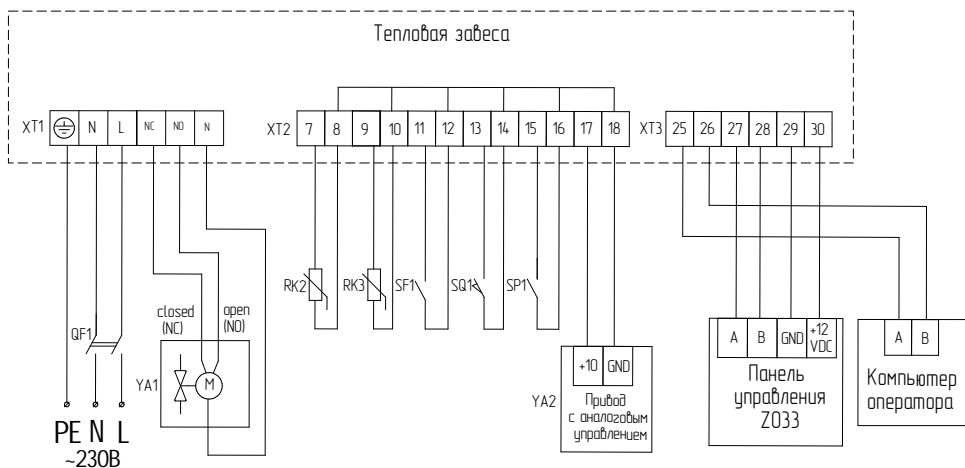 Тепловая завеса
XT1 N L NC NO N
XT2 7 8 9 10 11 12 13 14 15 16 17 18
XT3 25 26 27 28 29 30
RK2 RK3 SF1 SQ1 SP1
closed
(NC)
open
(NO)
QF1
YA1
M
PE N L
~230В
+10 GND
YA2
Привод
с аналоговым
управлением
A B GND +12
VDC
Панель
управления
Z033
A B
Компьютер
оператора